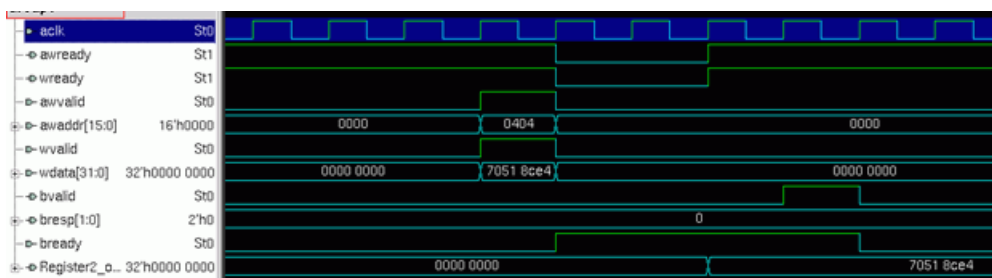 aclk St0
awready St1
wready St1
awvalid St0
awaddr[15:0] 16'h0000 0000 0404 0000
wvalid St0
wdata[31:0] 32'h0000 0000 0000 0000 7051 8ce4 0000 0000
bvalid St0
bresp[1:0] 2'h0 0
bready St0
Register2_o... 32'h0000 0000 0000 0000 7051 8ce4